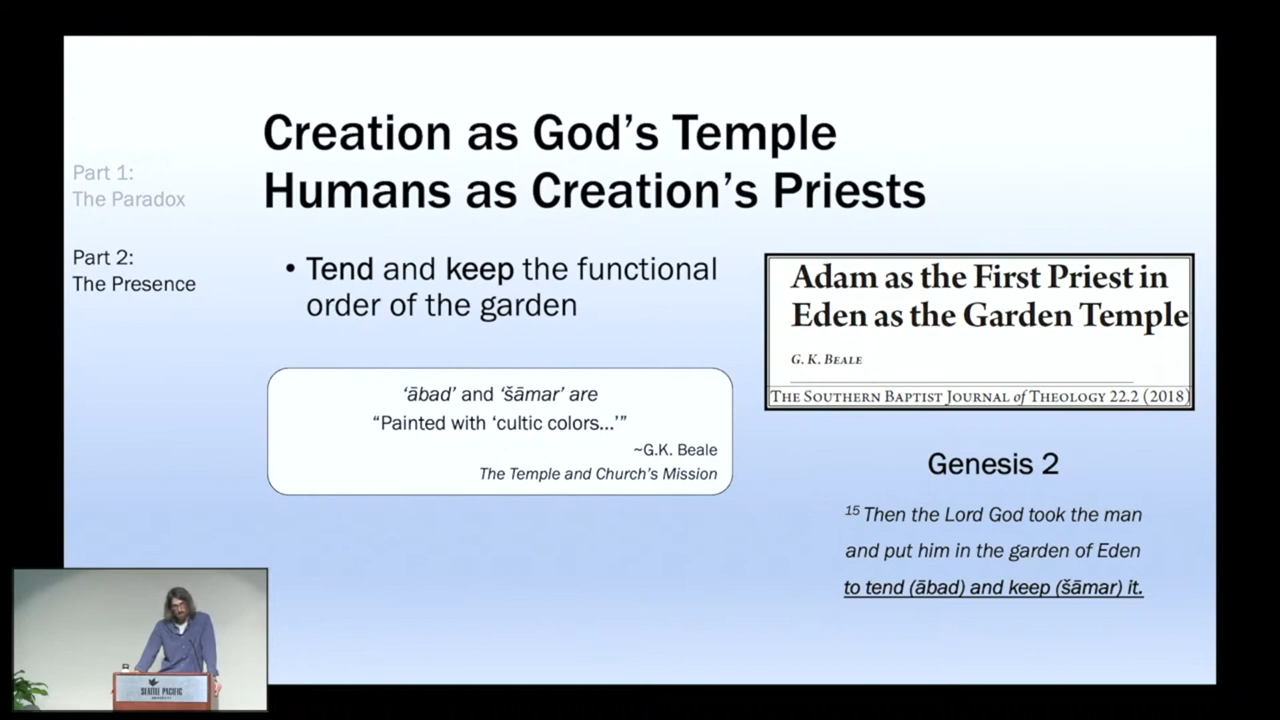 Creation as God's Temple
Humans as Creation's Priests
Part 1:
The Paradox
Part 2:
The Presence
• Tend and keep the functional
order of the garden
‘ābad’ and ‘šāmar’ are
“Painted with ‘cultic colors...’”
~G.K. Beale
The Temple and Church’s Mission
Adam as the First Priest in
Eden as the Garden Temple
G. K. BEALE
THE SOUTHERN BAPTIST JOURNAL of THEOLOGY 22.2 (2018)
Genesis 2
15 Then the Lord God took the man
and put him in the garden of Eden
to tend (ābad) and keep (šāmar) it.
SEATTLE PACIFIC
UNIVERSITY